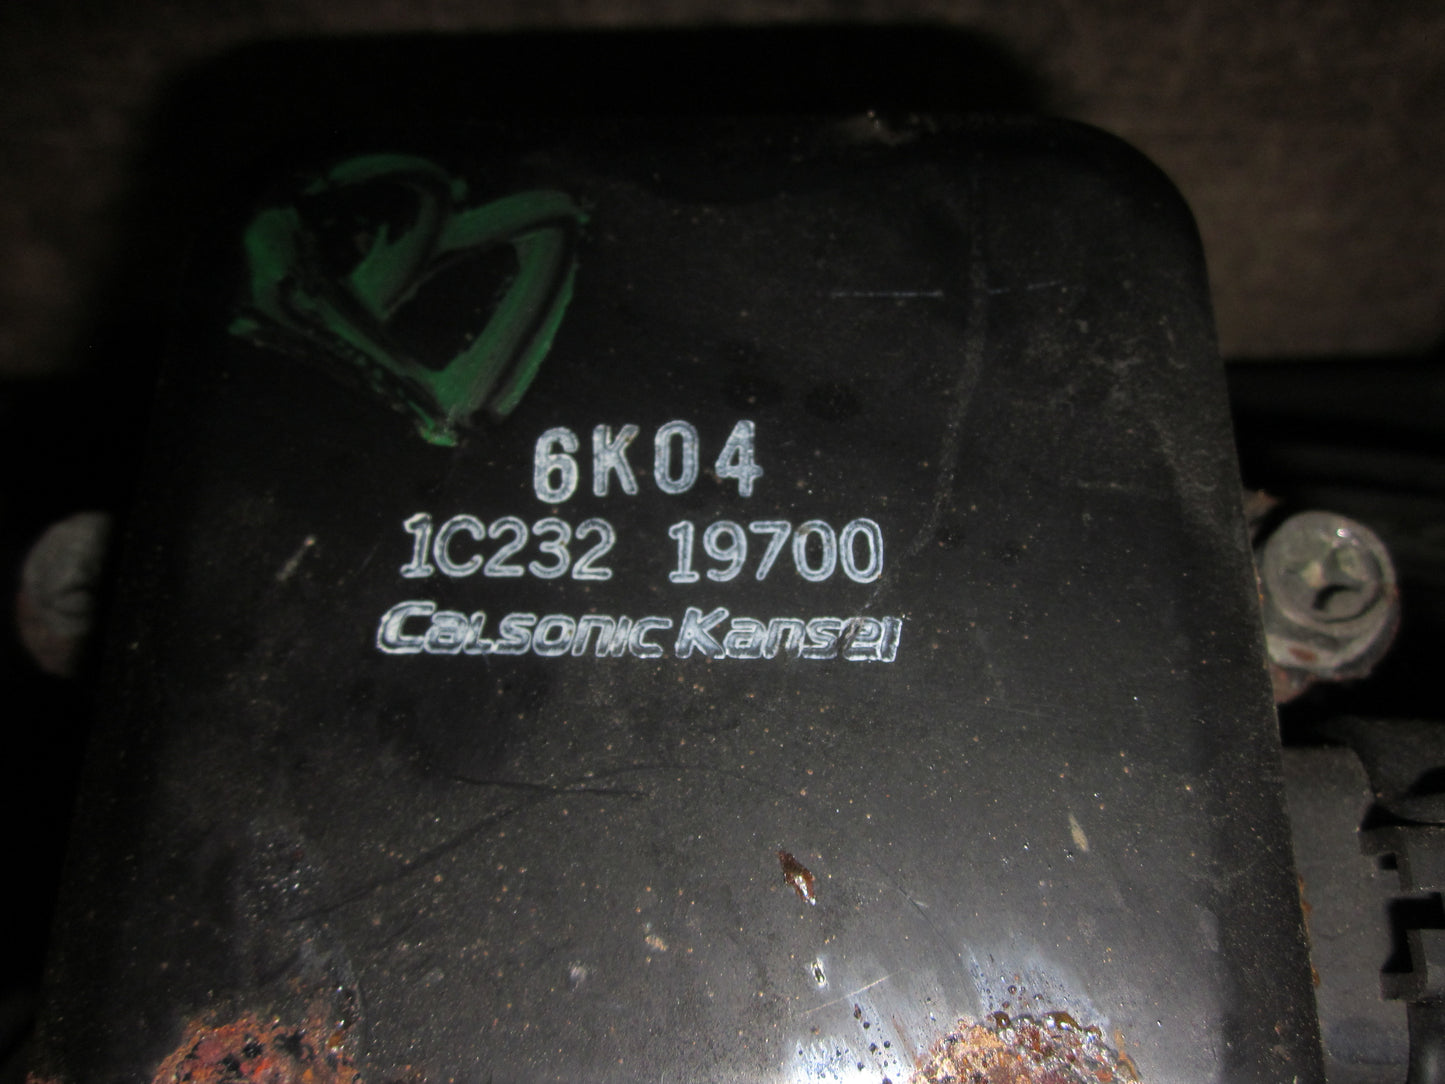 6K04
1C232 19700
Calsonic Kansei